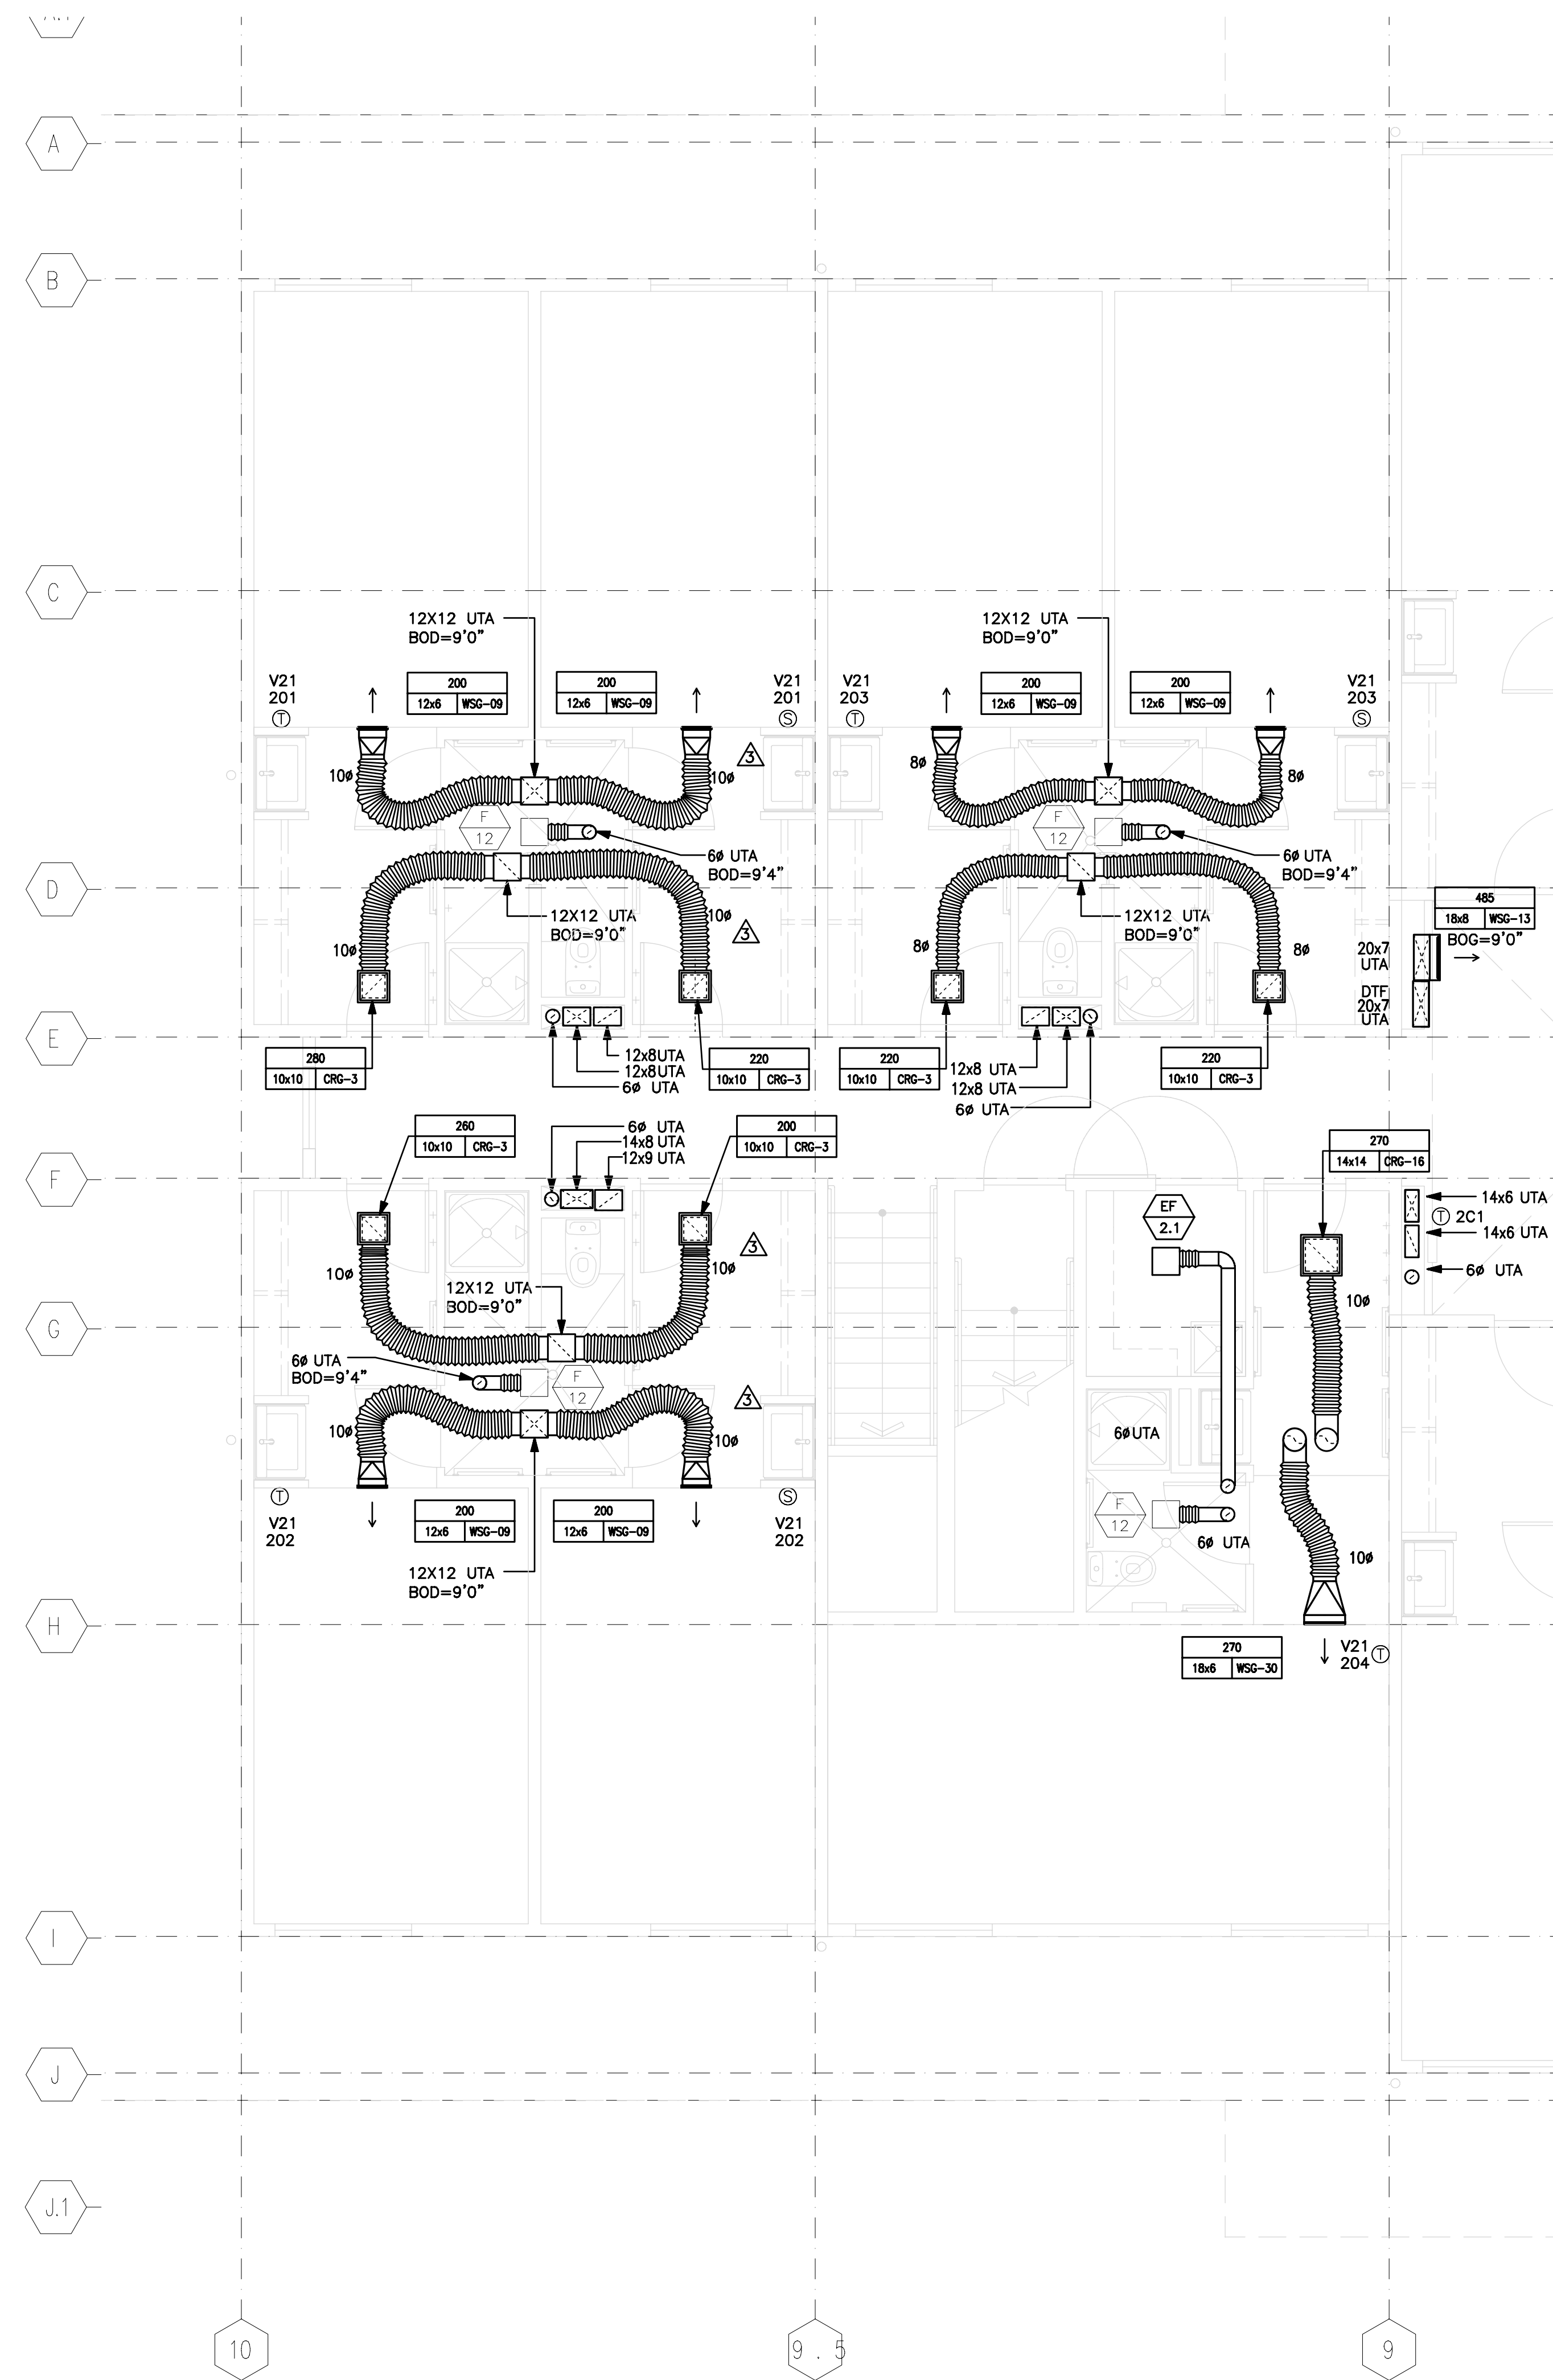 A
B
C
12X12 UTA
BOD=9'0"
12X12 UTA
BOD=9'0"
V21
201
T
200
12x6 WSG-09
200
12x6 WSG-09
V21
201
S
V21
203
T
200
12x6 WSG-09
200
12x6 WSG-09
V21
203
S
10ø
10ø
3
8ø
8ø
F
12
6ø UTA
BOD=9'4"
F
12
6ø UTA
BOD=9'4"
D
10ø
12X12 UTA
BOD=9'0"
10ø
3
8ø
12X12 UTA
BOD=9'0"
8ø
485
18x8 WSG-13
BOG=9'0"
20x7
UTA
DTF
20x7
UTA
E
280
10x10 CRG-3
12x8UTA
12x8UTA
6ø UTA
220
10x10 CRG-3
220
10x10 CRG-3
12x8 UTA
12x8 UTA
6ø UTA
220
10x10 CRG-3
260
10x10 CRG-3
6ø UTA
14x8 UTA
12x9 UTA
200
10x10 CRG-3
270
14x14 CRG-16
F
EF
2.1
14x6 UTA
T 2C1
14x6 UTA
6ø UTA
10ø
12X12 UTA
BOD=9'0"
10ø
3
10ø
G
6ø UTA
BOD=9'4"
F
12
3
10ø
10ø
6øUTA
T
V21
202
200
12x6 WSG-09
200
12x6 WSG-09
S
V21
202
F
12
6ø UTA
10ø
12X12 UTA
BOD=9'0"
H
270
18x6 WSG-30
V21
204
T
I
J
J.1
10
9.5
9